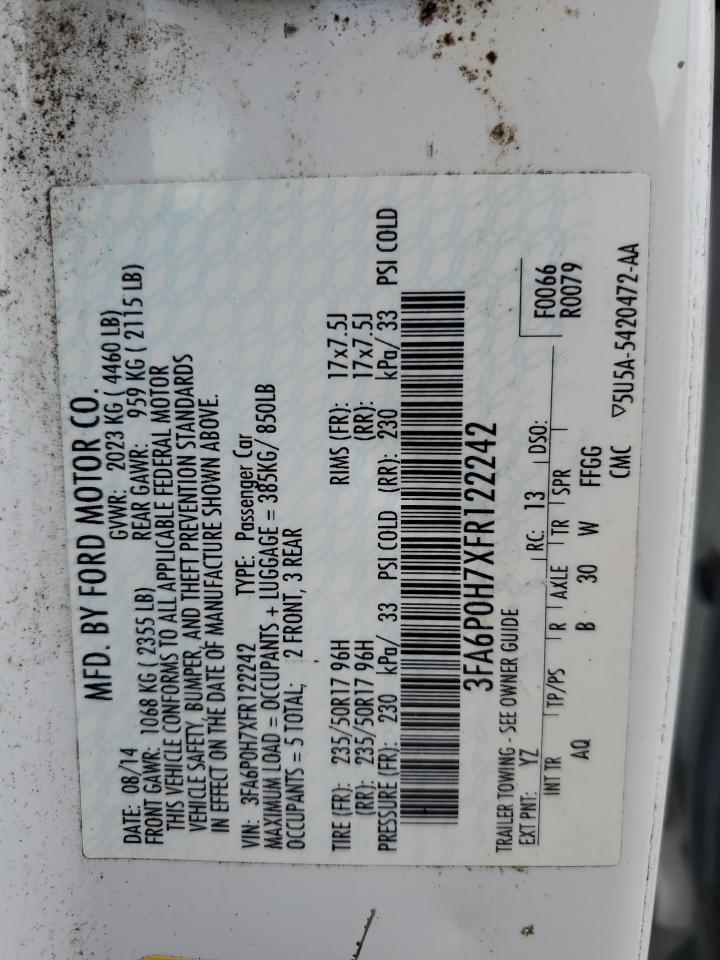 MFD. BY FORD MOTOR CO.
DATE: 08/14 GVWR: 2023 KG ( 4460 LB)
FRONT GAWR: 1068 KG ( 2355 LB) REAR GAWR: 959 KG ( 2115 LB)
THIS VEHICLE CONFORMS TO ALL APPLICABLE FEDERAL MOTOR
VEHICLE SAFETY, BUMPER, AND THEFT PREVENTION STANDARDS
IN EFFECT ON THE DATE OF MANUFACTURE SHOWN ABOVE.
VIN: 3FA6P0H7XFR122242 TYPE: Passenger Car
MAXIMUM LOAD = OCCUPANTS + LUGGAGE = 385KG/ 850LB
OCCUPANTS = 5 TOTAL; 2 FRONT, 3 REAR
TIRE (FR): 235/50R17 96H RIMS (FR): 17x7.5J
(RR): 235/50R17 96H (RR): 17x7.5J
PRESSURE (FR): 230 kPa/ 33 PSI COLD (RR): 230 kPa/ 33 PSI COLD
3FA6P0H7XFR122242
TRAILER TOWING - SEE OWNER GUIDE F0066
EXT PNT: YZ RC: 13 DSO: R0079
INT TR TP/PS R AXLE TR SPR
AQ B 30 W FFGG
CMC ▽5U5A-5420472-AA